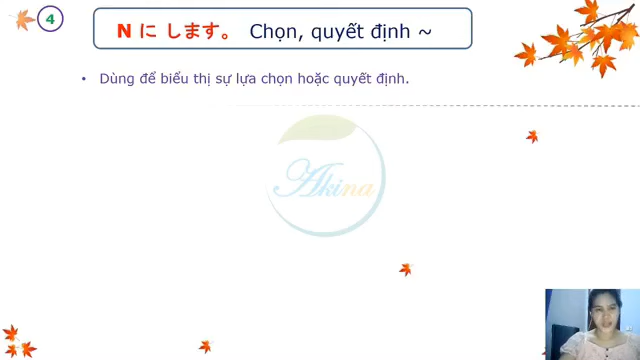 4
N に します。 Chọn, quyết định ~
• Dùng để biểu thị sự lựa chọn hoặc quyết định.
Akina